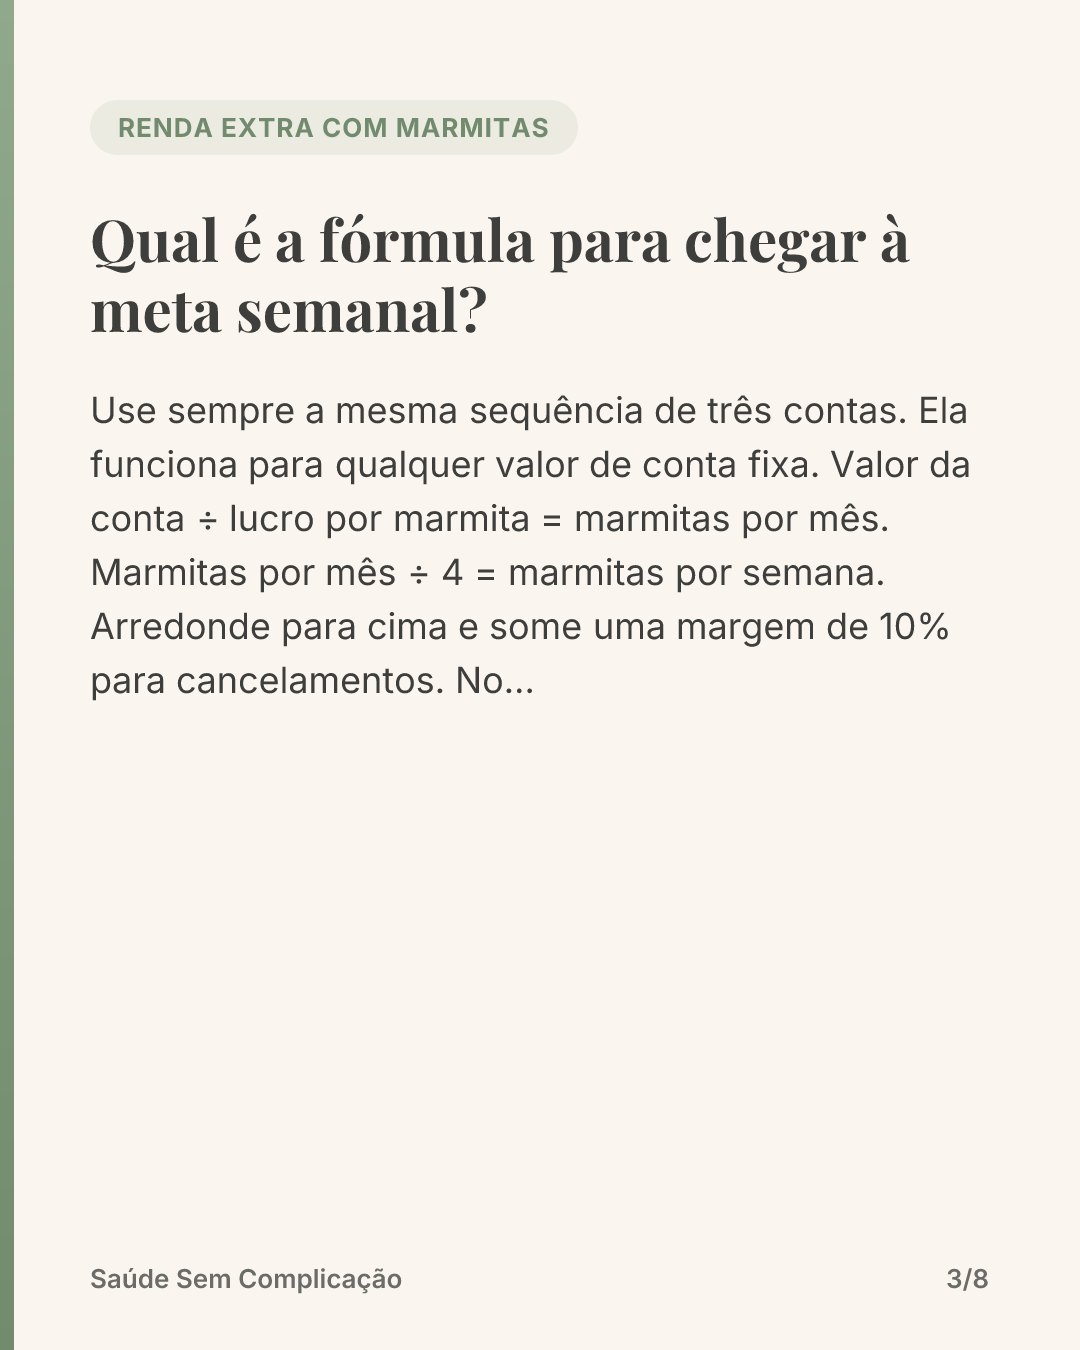 RENDA EXTRA COM MARMITAS
Qual é a fórmula para chegar à
meta semanal?
Use sempre a mesma sequência de três contas. Ela
funciona para qualquer valor de conta fixa. Valor da
conta ÷ lucro por marmita = marmitas por mês.
Marmitas por mês ÷ 4 = marmitas por semana.
Arredonde para cima e some uma margem de 10%
para cancelamentos. No...
Saúde Sem Complicação
3/8